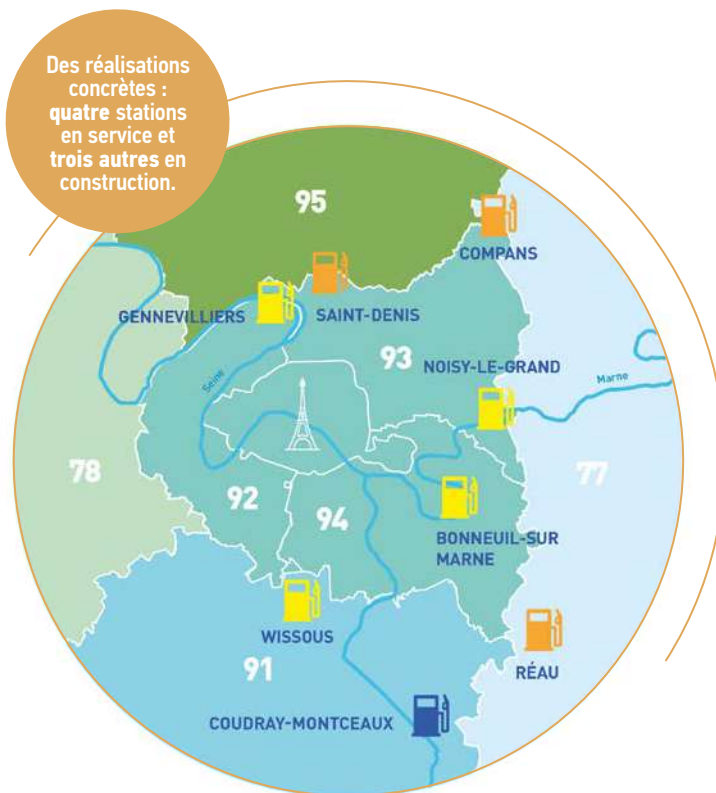 Des réalisations
concrètes :
quatre stations
en service et
trois autres en
construction.
95
COMPANS
GENNEVILLIERS
SAINT-DENIS
93
NOISY-LE-GRAND
Seine
Marne
78
77
92
94
BONNEUIL-SUR
MARNE
WISSOUS
91
RÉAU
COUDRAY-MONTCEAUX